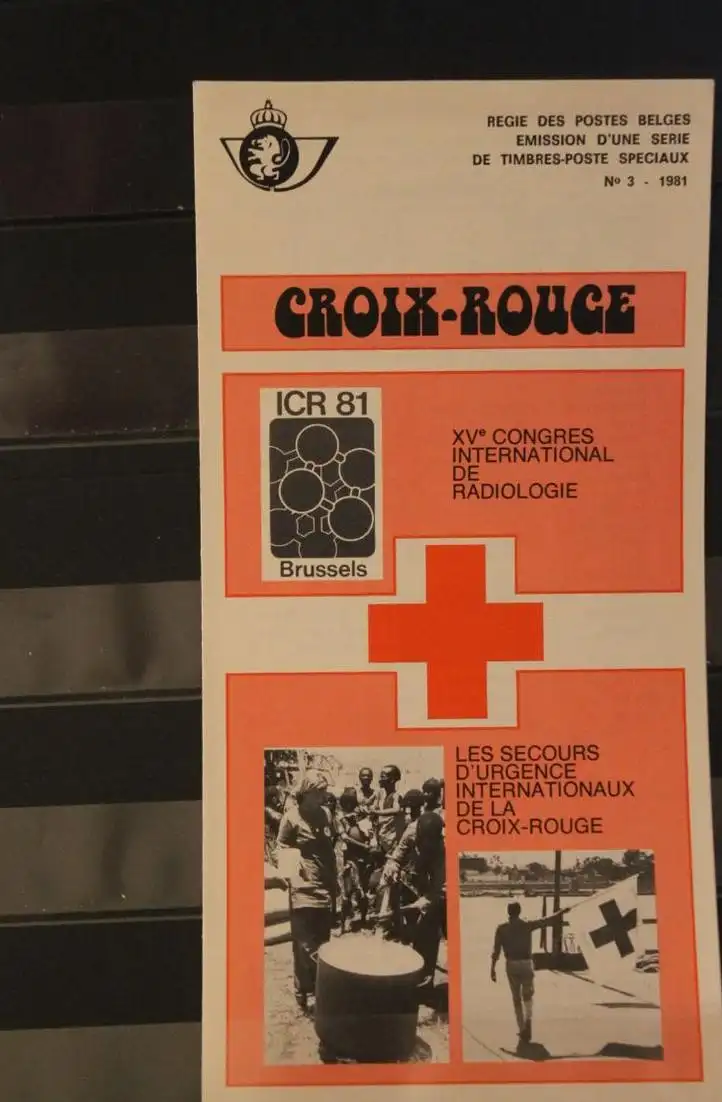 REGIE DES POSTES BELGES
EMISSION D'UNE SERIE
DE TIMBRES-POSTE SPECIAUX
Nº 3 - 1981
CROIX-ROUGE
ICR 81
Brussels
XVe CONGRES
INTERNATIONAL
DE
RADIOLOGIE
LES SECOURS
D'URGENCE
INTERNATIONAUX
DE LA
CROIX-ROUGE